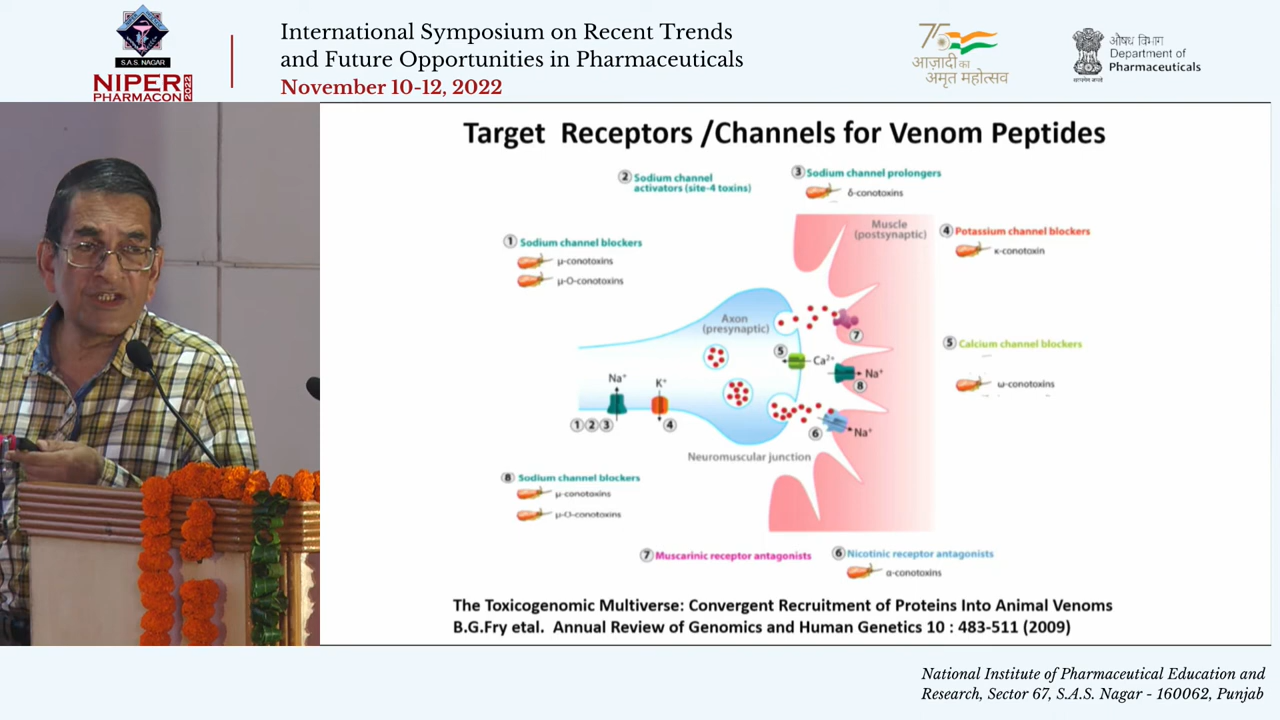 S.A.S. NAGAR
NIPER
PHARMACON 2022
International Symposium on Recent Trends
and Future Opportunities in Pharmaceuticals
November 10-12, 2022
75
आज़ादी का
अमृत महोत्सव
औषध विभाग
Department of
Pharmaceuticals
सत्यमेव जयते
Target Receptors /Channels for Venom Peptides
② Sodium channel
activators (site-4 toxins)
③ Sodium channel prolongers
δ-conotoxins
① Sodium channel blockers
μ-conotoxins
μ-O-conotoxins
Muscle
(postsynaptic)
④ Potassium channel blockers
κ-conotoxin
Axon
(presynaptic)
⑦
⑤
Ca²⁺
Na⁺
⑧
⑤ Calcium channel blockers
ω-conotoxins
Na⁺
K⁺
①②③
④
⑥
Na⁺
Neuromuscular junction
⑧ Sodium channel blockers
μ-conotoxins
μ-O-conotoxins
⑦ Muscarinic receptor antagonists
⑥ Nicotinic receptor antagonists
α-conotoxins
The Toxicogenomic Multiverse: Convergent Recruitment of Proteins Into Animal Venoms
B.G.Fry etal. Annual Review of Genomics and Human Genetics 10 : 483-511 (2009)
National Institute of Pharmaceutical Education and
Research, Sector 67, S.A.S. Nagar - 160062, Punjab